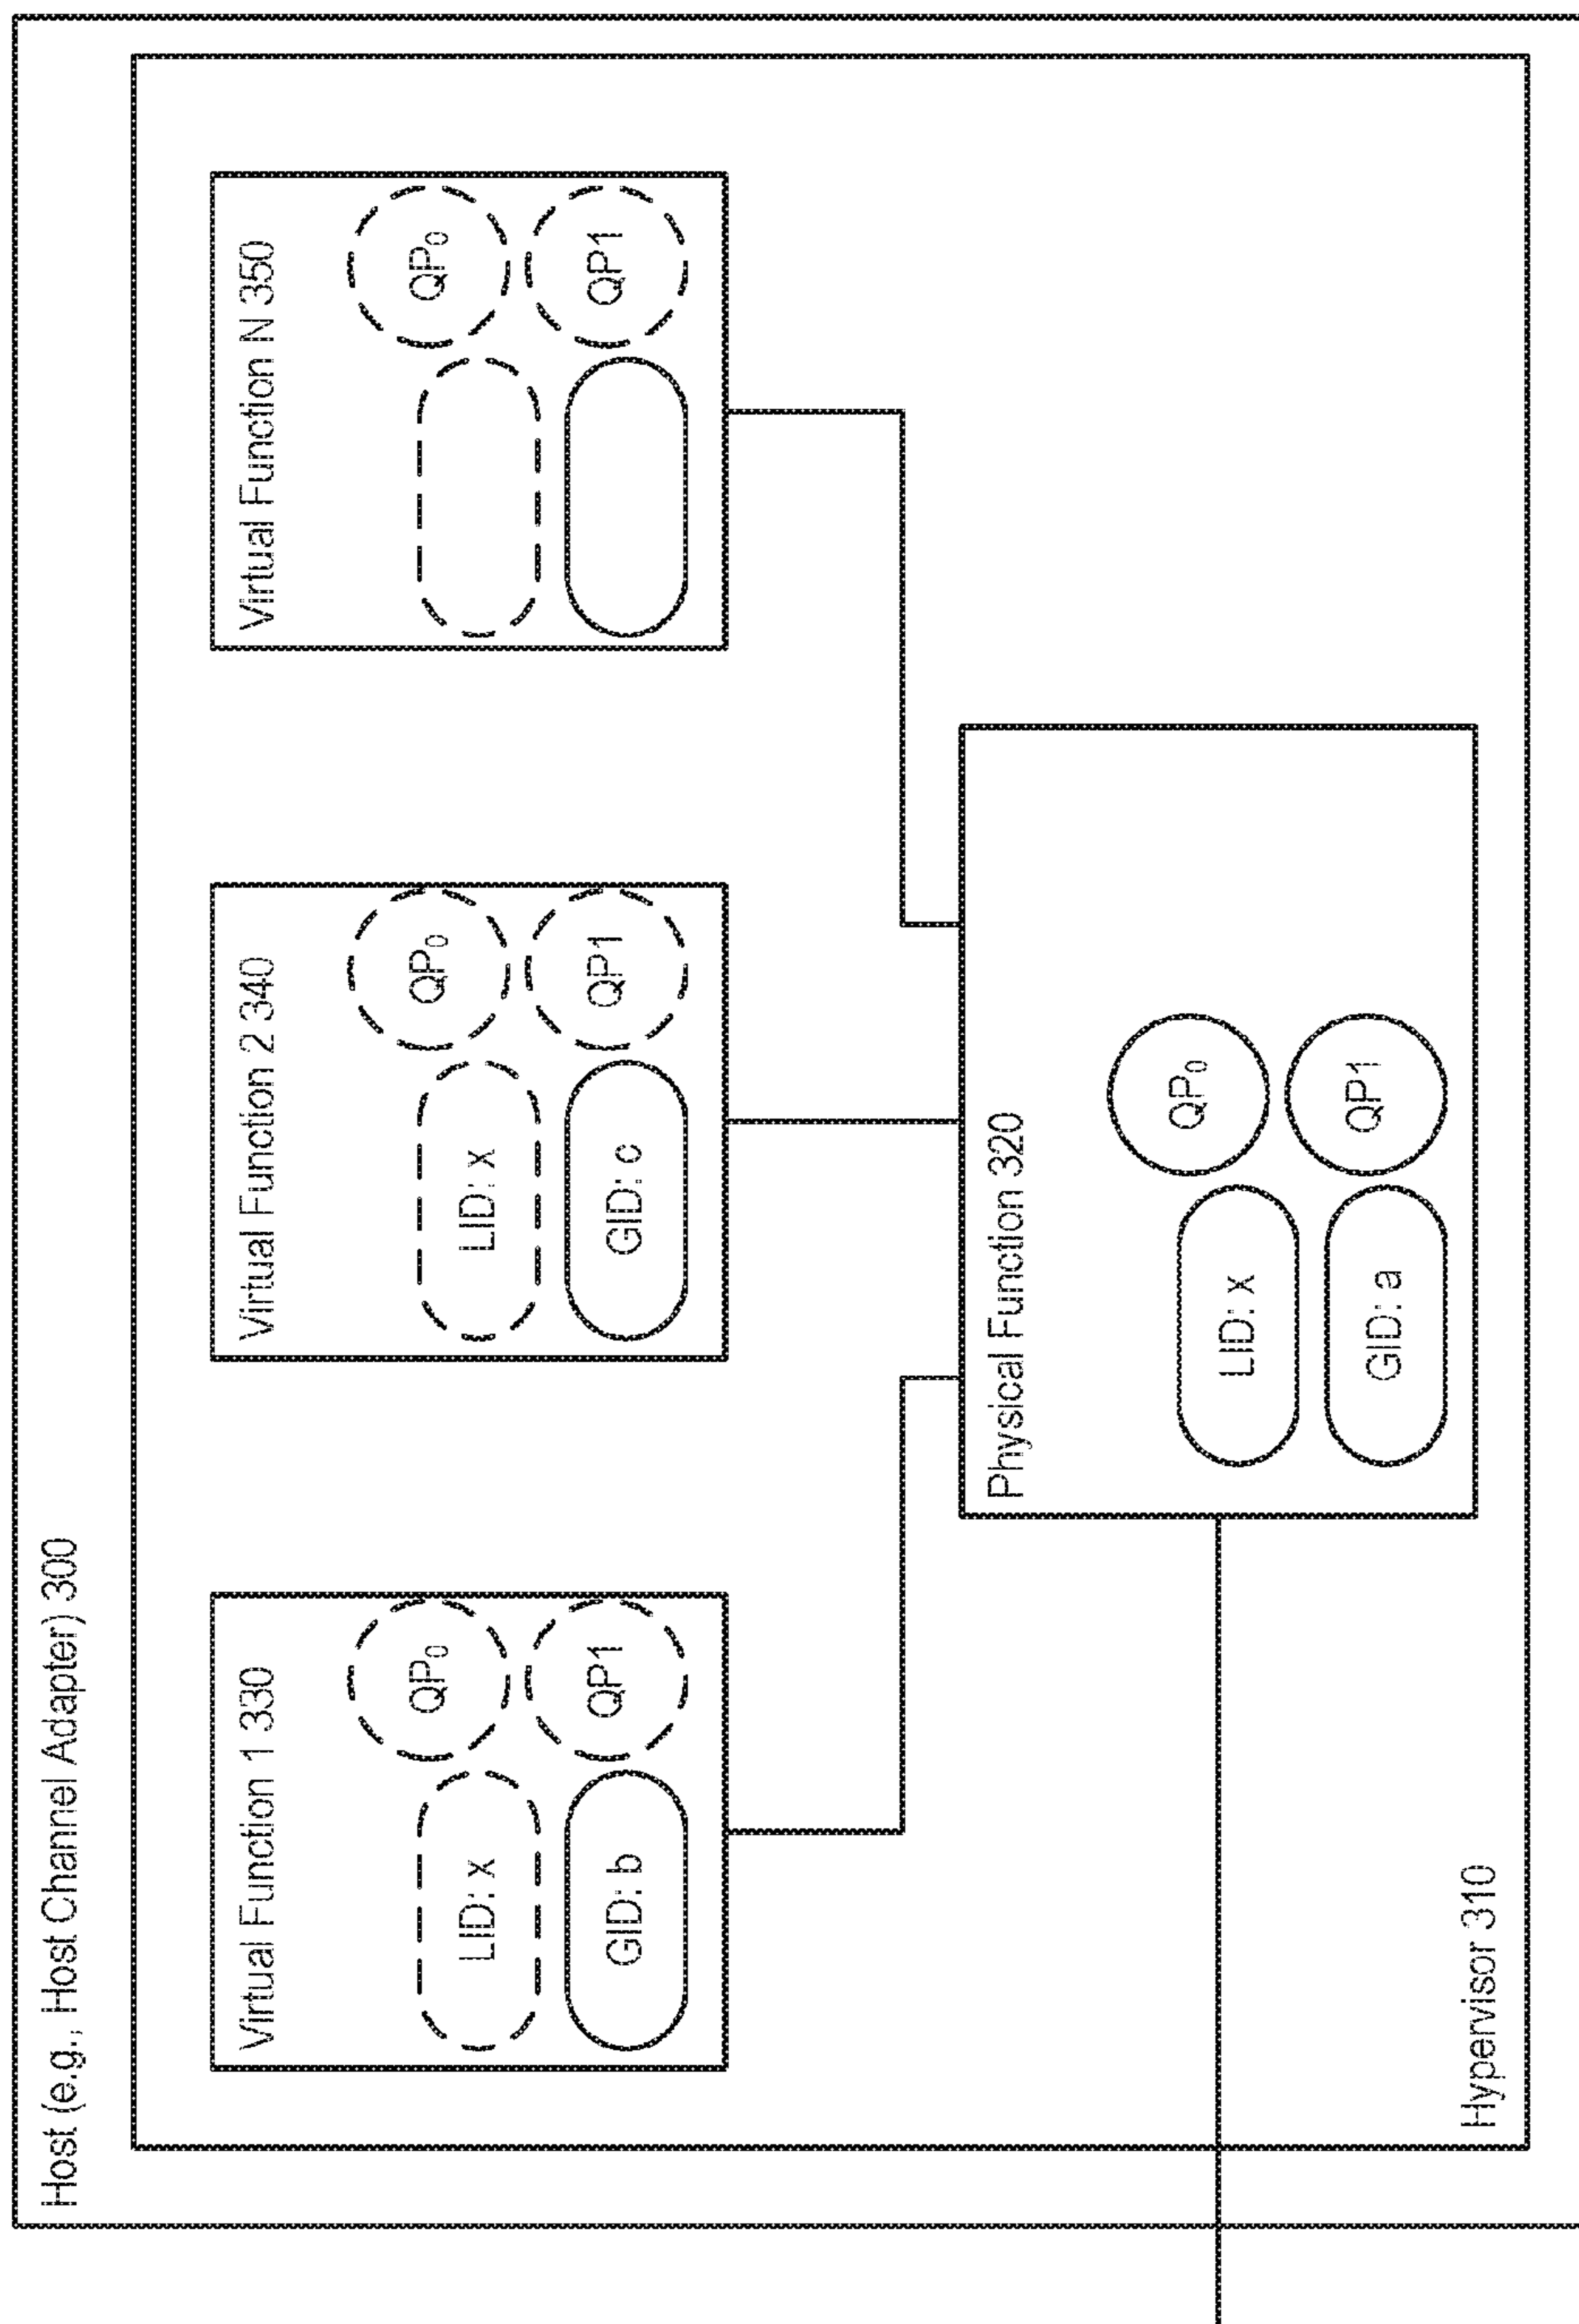 Host (e.g., Host Channel Adapter) 300
Virtual Function 1 330
QP0
LID: x
QP1
GID: b
Virtual Function 2 340
QP0
LID: x
QP1
GID: c
Virtual Function N 350
QP0
QP1
Physical Function 320
QP0
LID: x
QP1
GID: a
Hypervisor 310